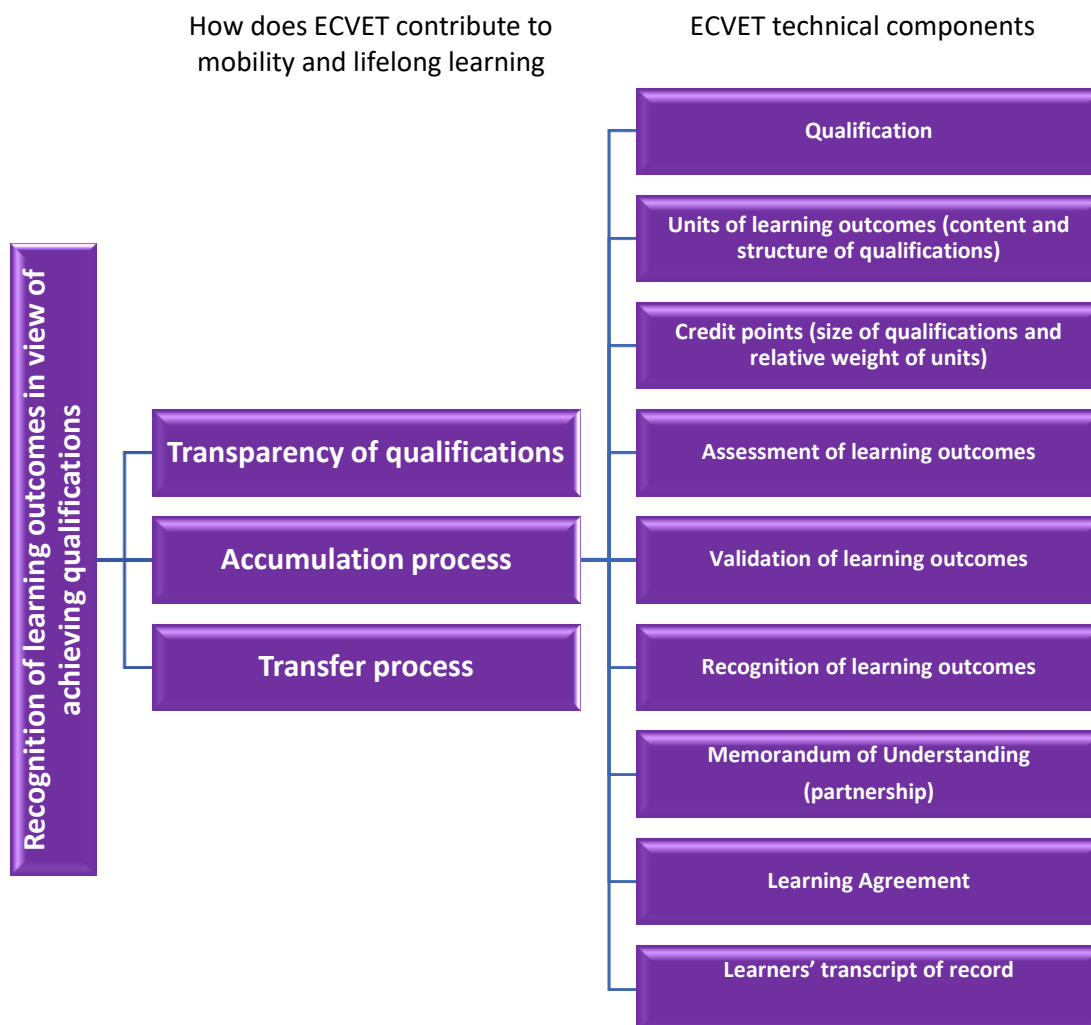 How does ECVET contribute to
mobility and lifelong learning
ECVET technical components
Recognition of learning outcomes in view of
achieving qualifications
Transparency of qualifications
Accumulation process
Transfer process
Qualification
Units of learning outcomes (content and
structure of qualifications)
Credit points (size of qualifications and
relative weight of units)
Assessment of learning outcomes
Validation of learning outcomes
Recognition of learning outcomes
Memorandum of Understanding
(partnership)
Learning Agreement
Learners’ transcript of record